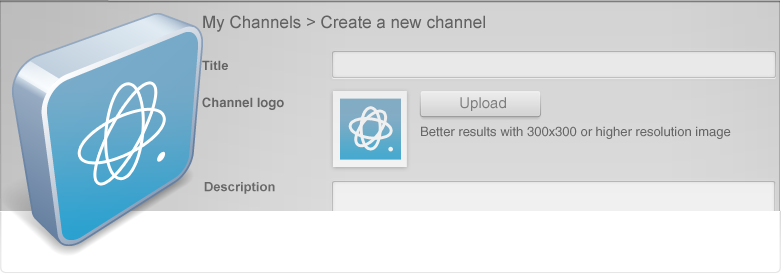 My Channels > Create a new channel
Title
Channel logo
Upload
Better results with 300x300 or higher resolution image
Description